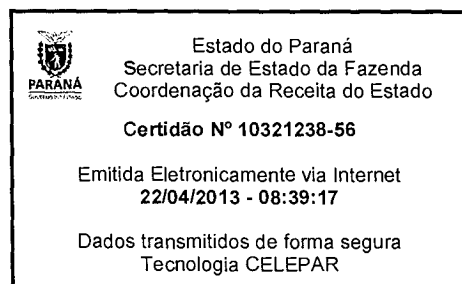 Estado do Paraná
Secretaria de Estado da Fazenda
PARANÁ
Coordenação da Receita do Estado
Certidão Nº 10321238-56
Emitida Eletronicamente via Internet
22/04/2013 - 08:39:17
Dados transmitidos de forma segura
Tecnologia CELEPAR